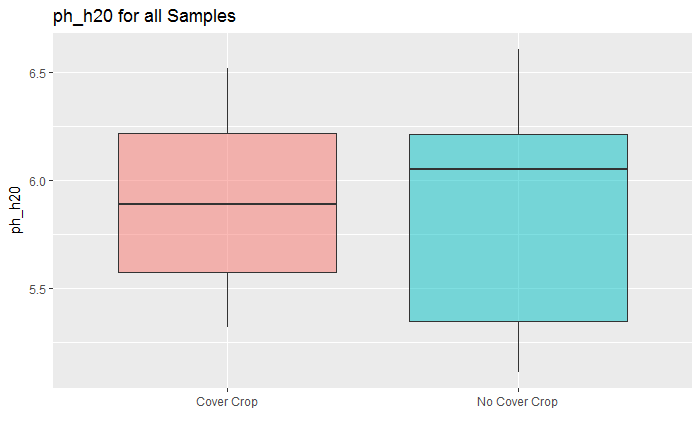 ph_h20 for all Samples
ph_h20
6.5
6.0
5.5
Cover Crop
No Cover Crop